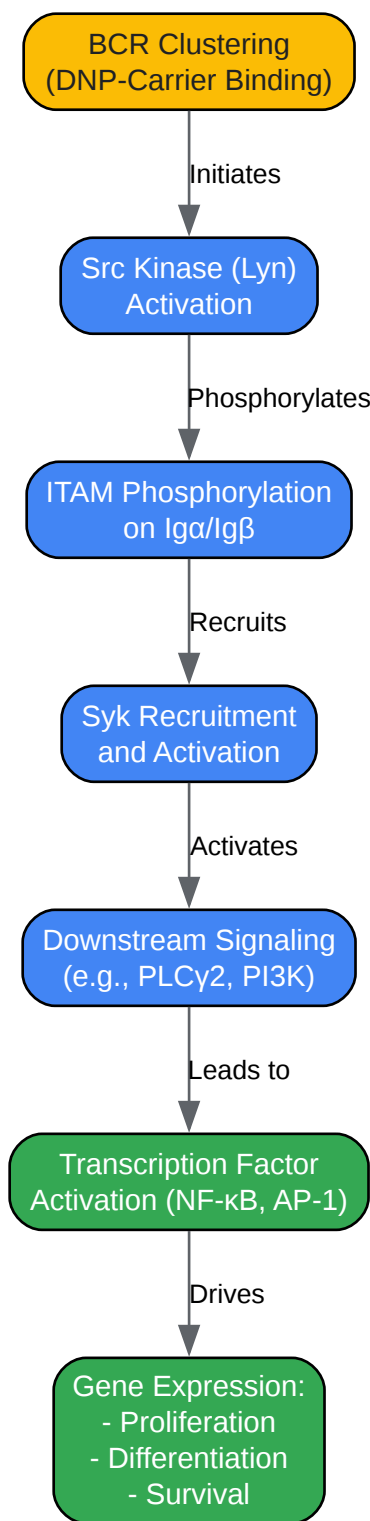 BCR Clustering
(DNP-Carrier Binding)
Initiates
Src Kinase (Lyn)
Activation
Phosphorylates
ITAM Phosphorylation
on Igα/Igβ
Recruits
Syk Recruitment
and Activation
Activates
Downstream Signaling
(e.g., PLCγ2, PI3K)
Leads to
Transcription Factor
Activation (NF-κB, AP-1)
Drives
Gene Expression:
- Proliferation
- Differentiation
- Survival